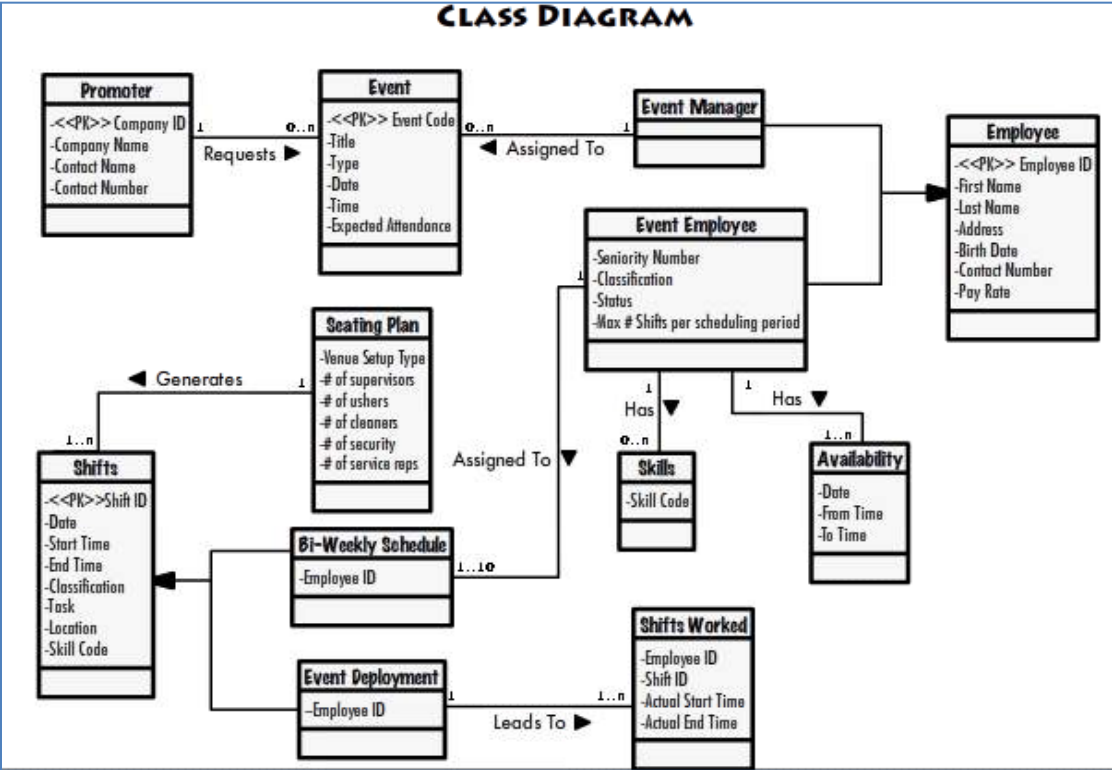 CLASS DIAGRAM
Promoter
-<<PK>> Company ID
-Company Name
-Contact Name
-Contact Number
1
0..n
Requests ►
Event
-<<PK>> Event Code
-Title
-Type
-Date
-Time
-Expected Attendance
0..n
1
◄ Assigned To
Event Manager
Employee
-<<PK>> Employee ID
-First Name
-Last Name
-Address
-Birth Date
-Contact Number
-Pay Rate
Event Employee
-Seniority Number
-Classification
-Status
-Max # Shifts per scheduling period
1
Assigned To ▼
1..10
1
Has ▼
0..n
1
Has ▼
1..n
Seating Plan
-Venue Setup Type
-# of supervisors
-# of ushers
-# of cleaners
-# of security
-# of service reps
◄ Generates
1
1..n
Shifts
-<<PK>>Shift ID
-Date
-Start Time
-End Time
-Classification
-Task
-Location
-Skill Code
Skills
-Skill Code
Availability
-Date
-From Time
-To Time
Bi-Weekly Schedule
-Employee ID
Event Deployment
-Employee ID
1
1..n
Leads To ►
Shifts Worked
-Employee ID
-Shift ID
-Actual Start Time
-Actual End Time